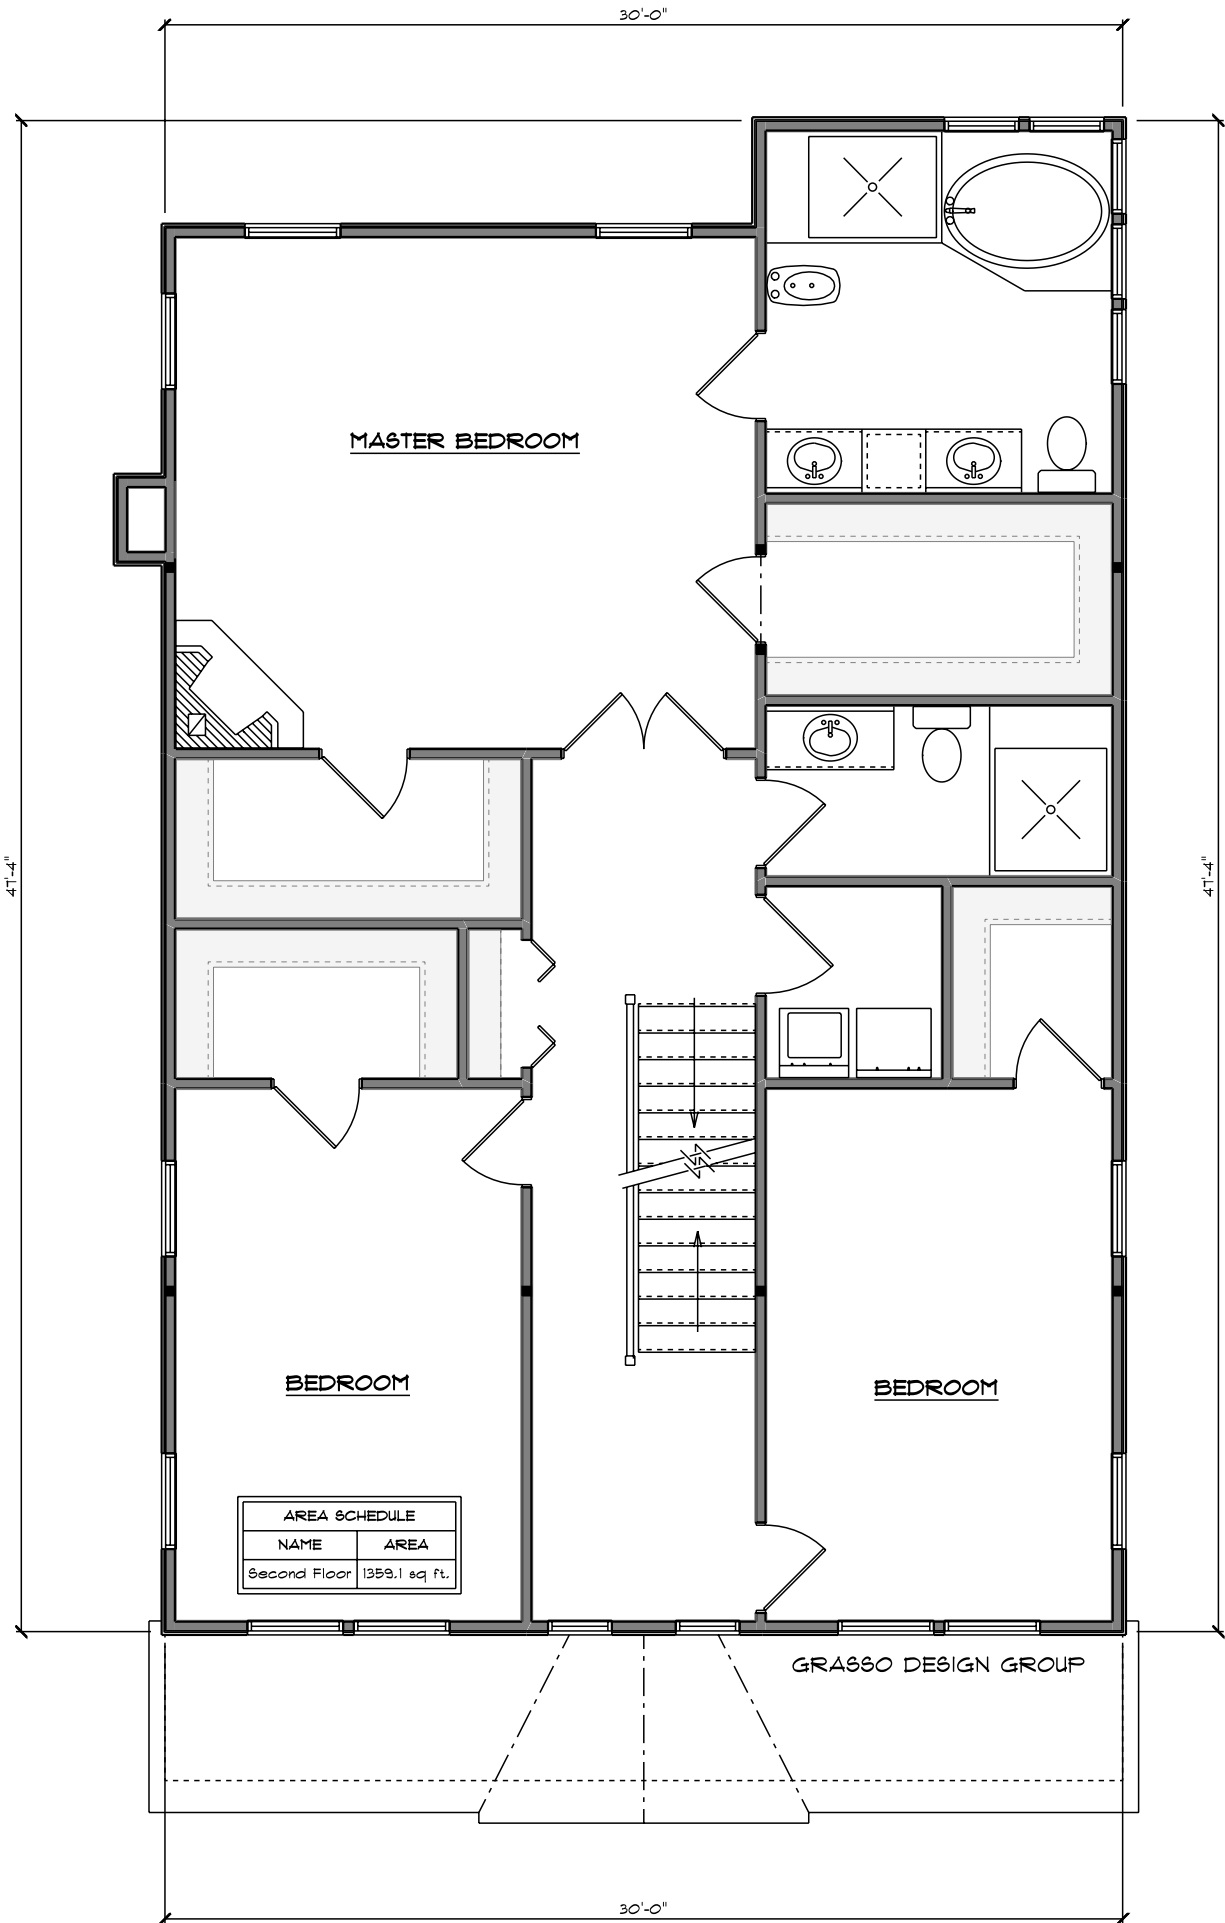 30'-0"
MASTER BEDROOM
47'-4"
47'-4"
BEDROOM
BEDROOM
AREA SCHEDULE
NAME AREA
Second Floor 1359.1 sq ft.
GRASSO DESIGN GROUP
30'-0"